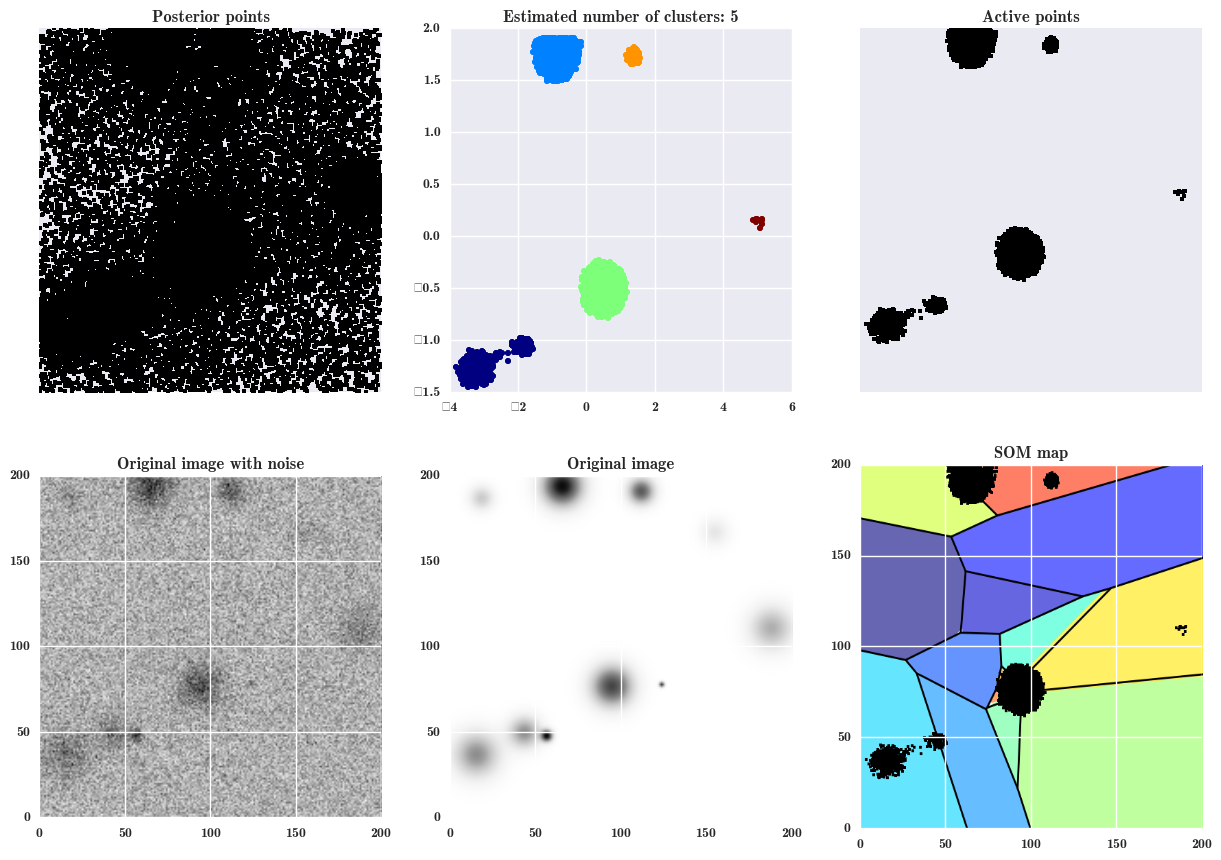 Posterior points
Estimated number of clusters: 5
Active points
2.0
1.5
1.0
0.5
0.0
□0.5
□1.0
□1.5
□4 □2 0 2 4 6
Original image with noise
Original image
SOM map
200
150
100
50
0
0 50 100 150 200
200
150
100
50
0
0 50 100 150 200
200
150
100
50
0
0 50 100 150 200